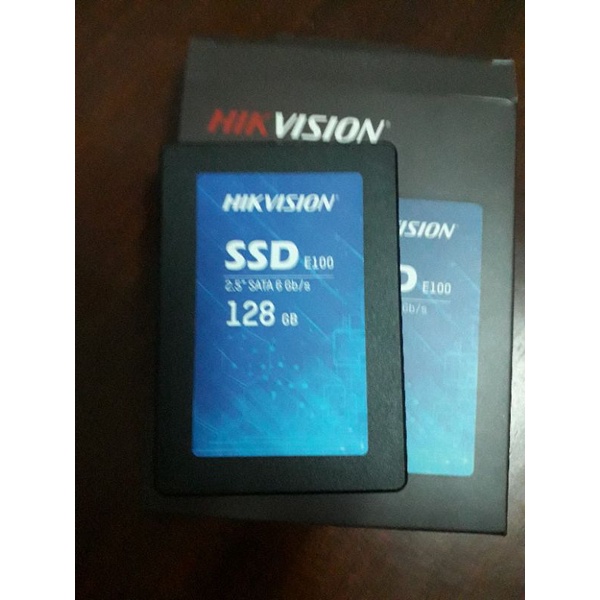 HIKVISION
HIKVISION
SSD E100
2.5" SATA 6 Gb/s
128 GB
ISION
D E100
Gb/s